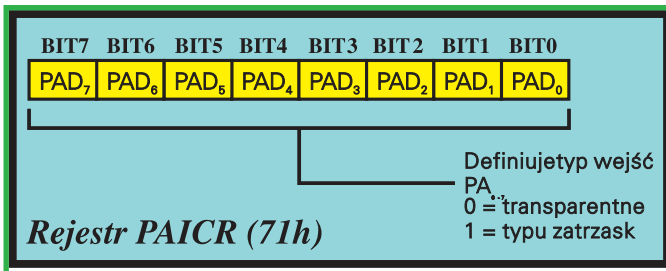 BIT7 BIT6 BIT5 BIT4 BIT3 BIT2 BIT1 BIT0
PAD₇ PAD₆ PAD₅ PAD₄ PAD₃ PAD₂ PAD₁ PAD₀
Definiujetyp wejść
PA
0 = transparentne
1 = typu zatrzask
Rejestr PAICR (71h)